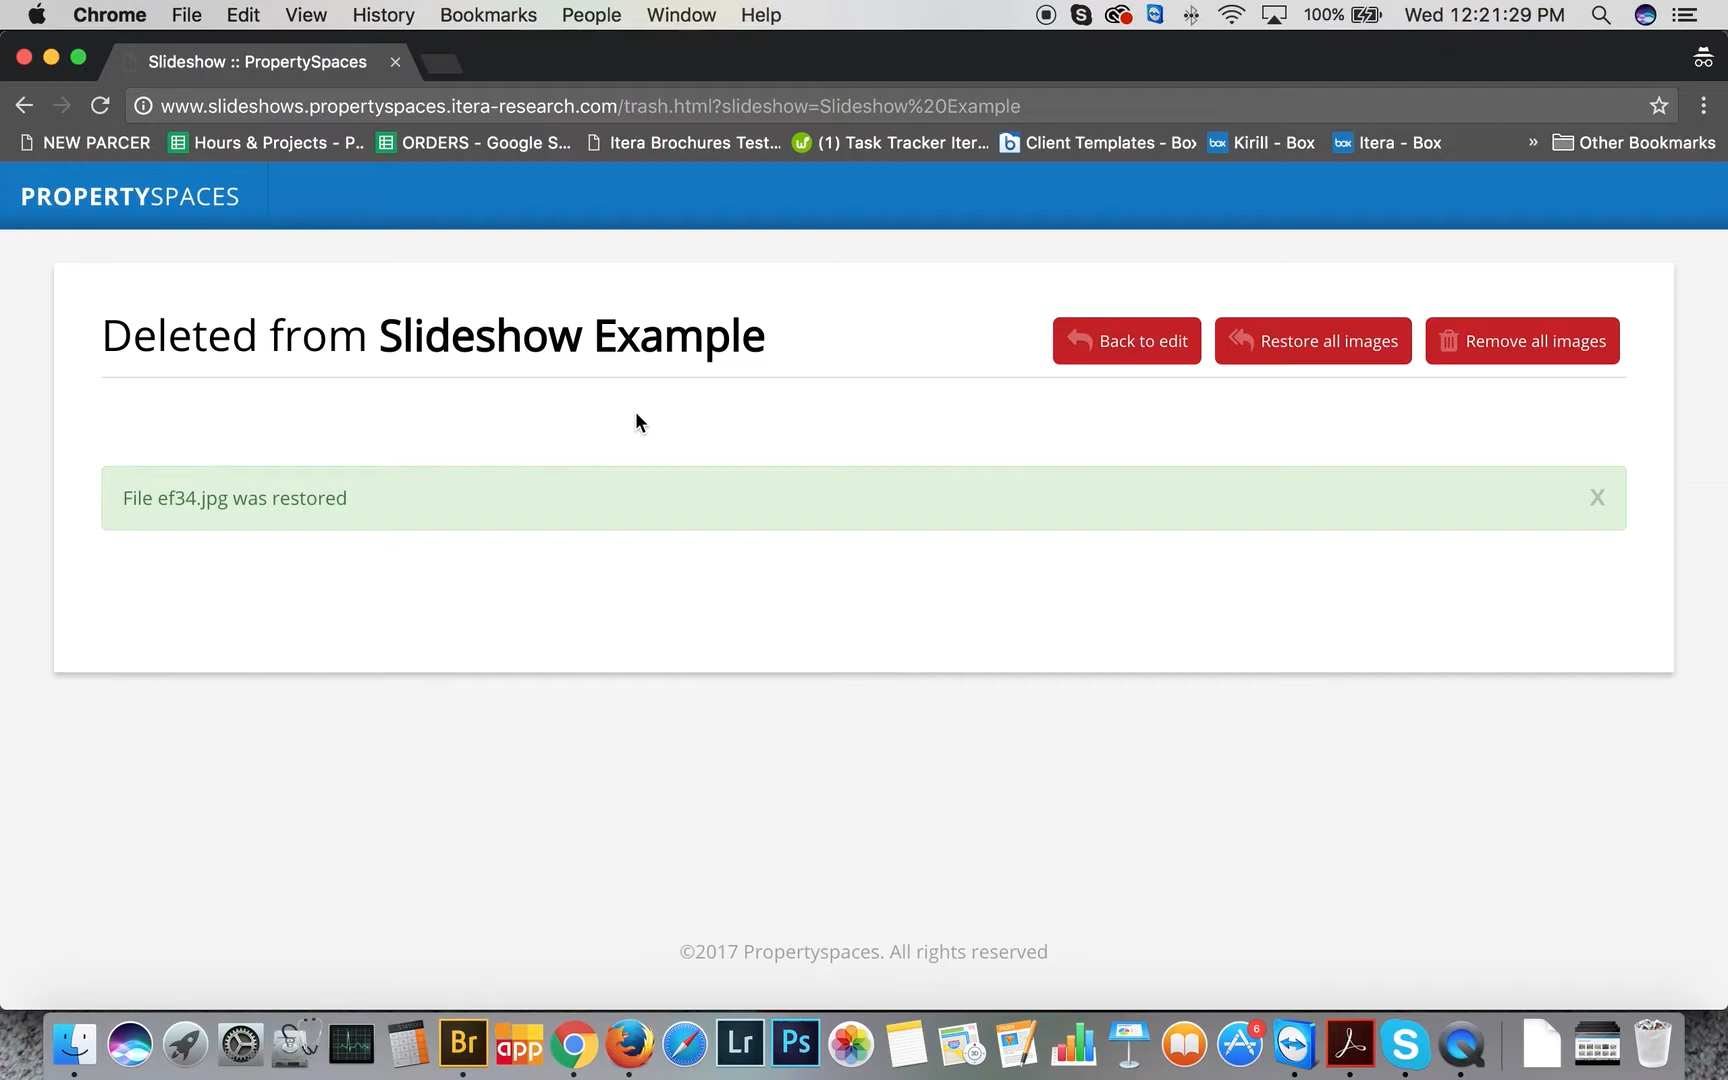 Chrome File Edit View History Bookmarks People Window Help 100% Wed 12:21:29 PM
Slideshow :: PropertySpaces
www.slideshows.propertyspaces.itera-research.com/trash.html?slideshow=Slideshow%20Example
NEW PARCER Hours & Projects - P... ORDERS - Google S... Itera Brochures Test... (1) Task Tracker Iter... Client Templates - Box Kirill - Box Itera - Box » Other Bookmarks
PROPERTYSPACES
Deleted from Slideshow Example Back to edit Restore all images Remove all images
File ef34.jpg was restored X
©2017 Propertyspaces. All rights reserved
Br app Lr Ps 6